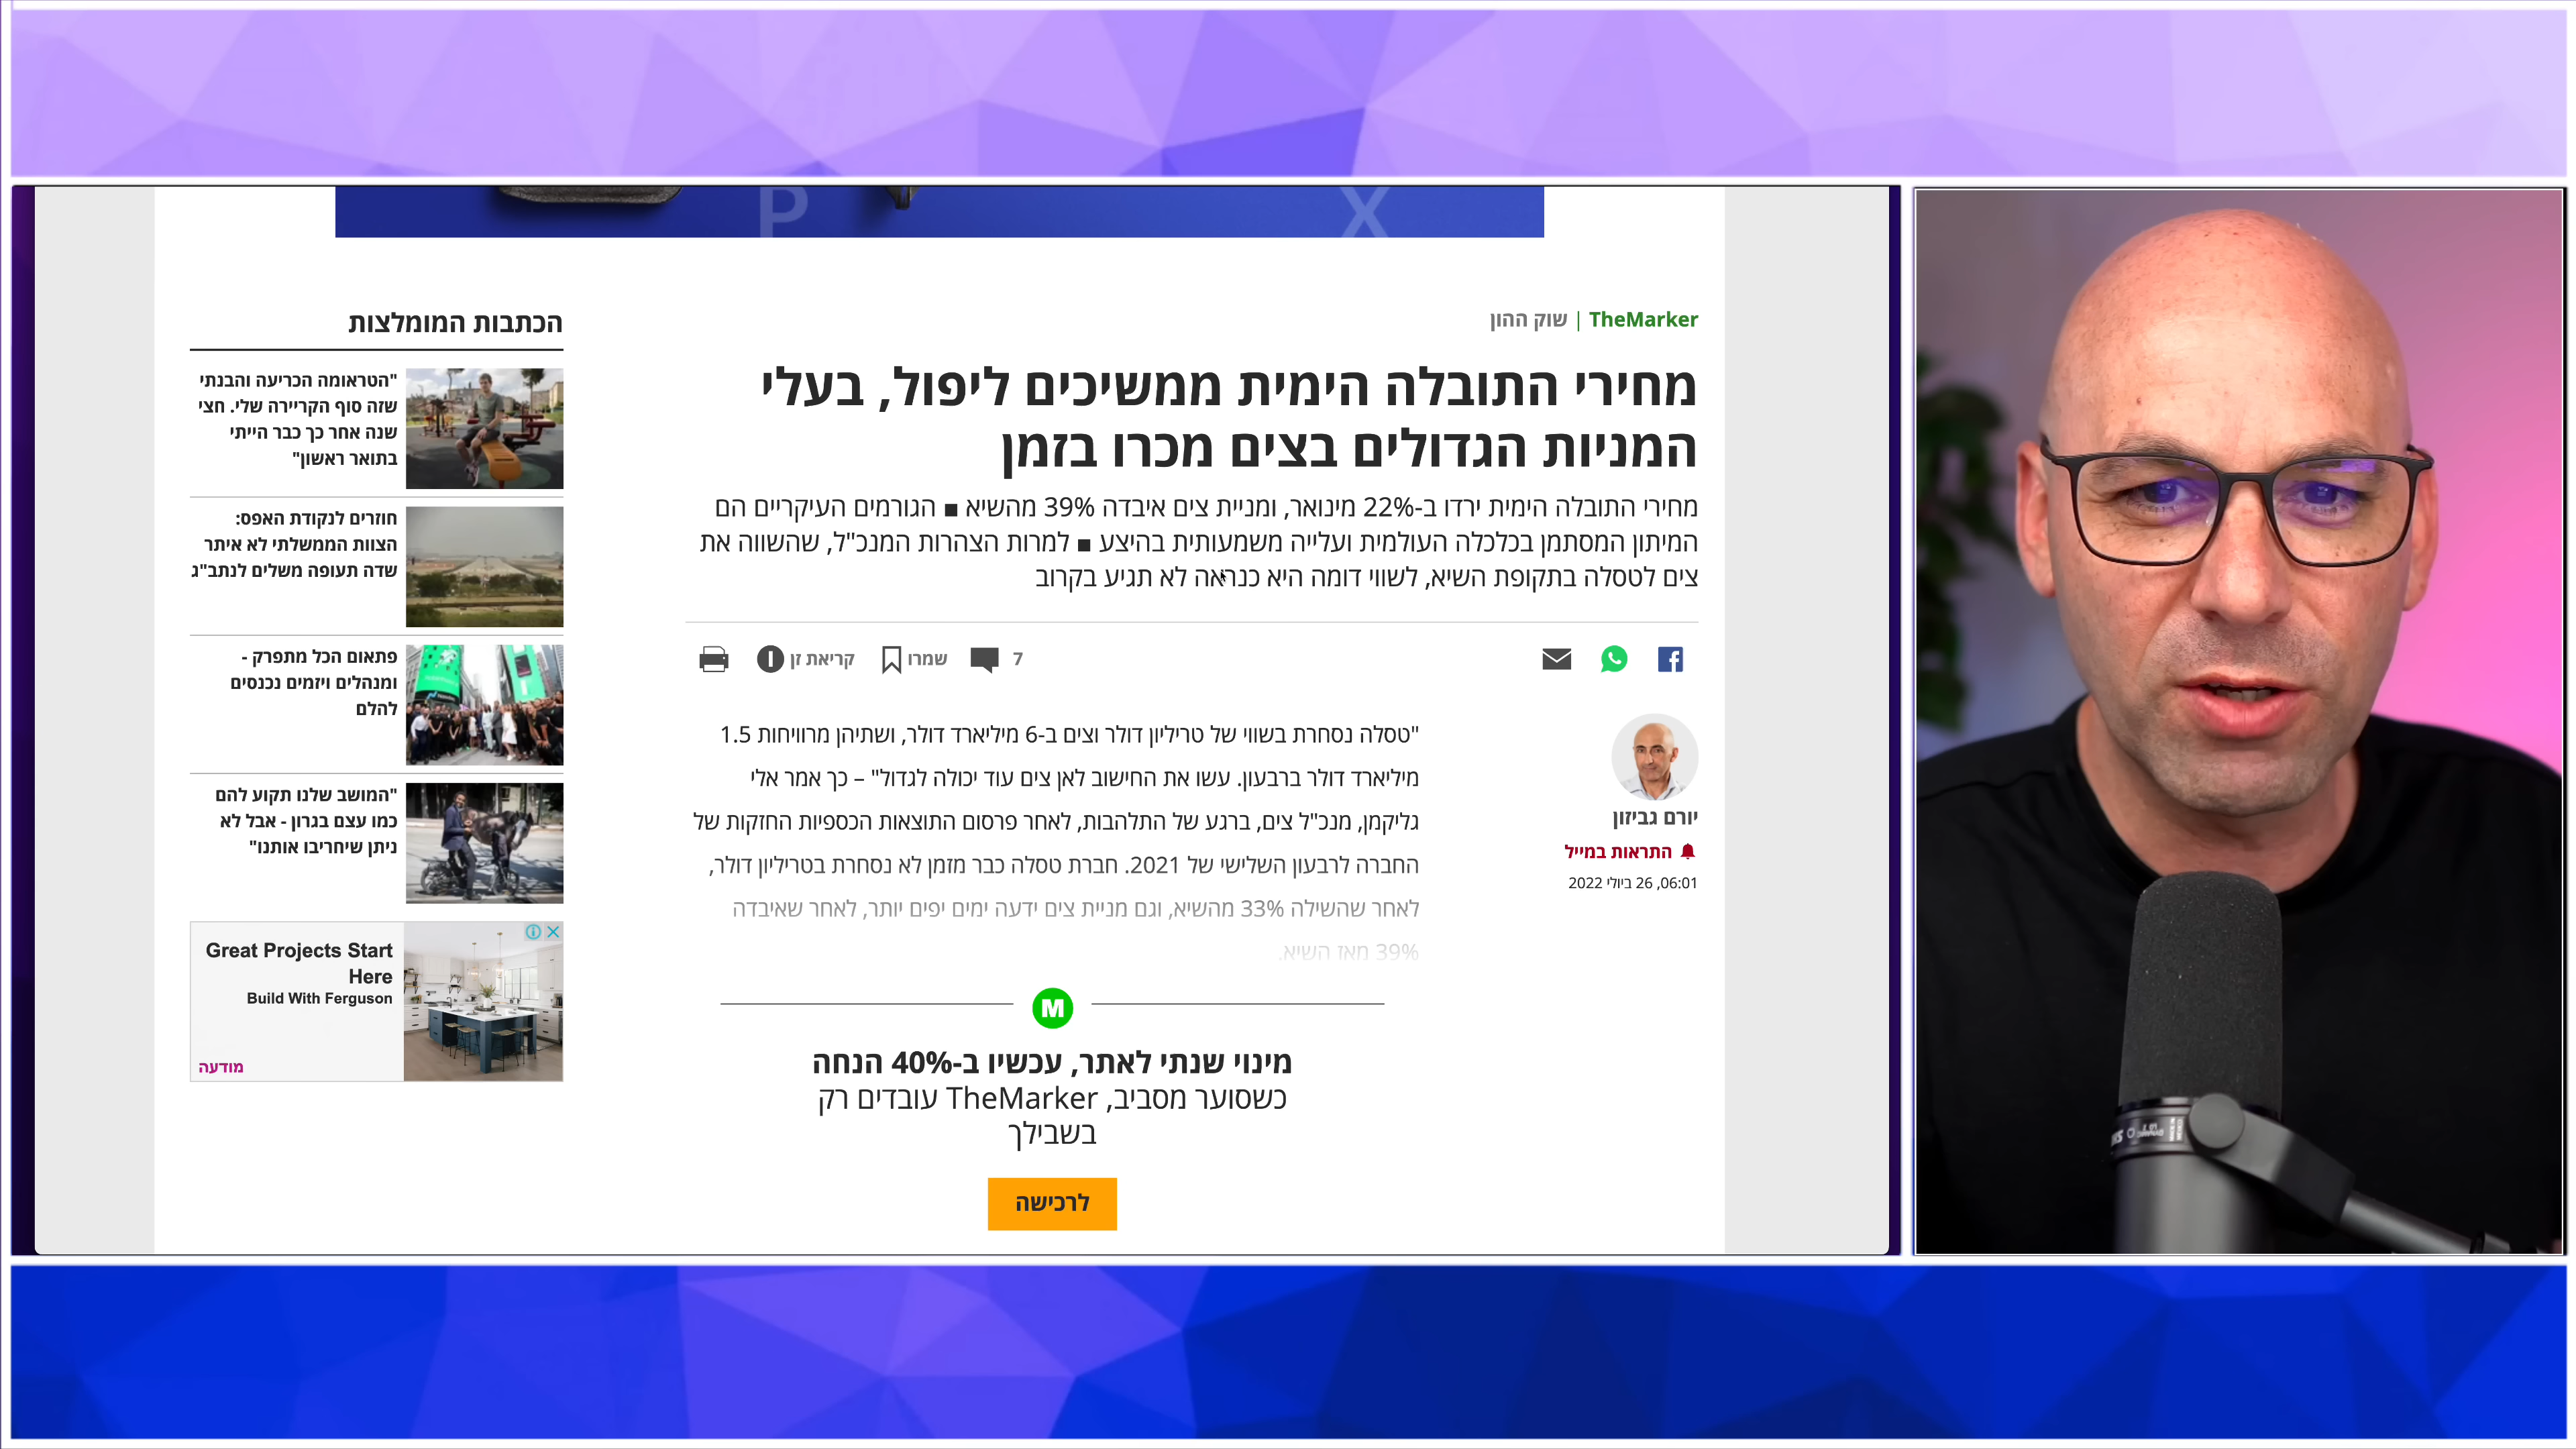 P X
TheMarker | שוק ההון
מחירי התובלה הימית ממשיכים ליפול, בעלי
המניות הגדולים בצים מכרו בזמן
מחירי התובלה הימית ירדו ב-22% מינואר, ומניית צים איבדה 39% מהשיא ■ הגורמים העיקריים הם
המיתון המסתמן בכלכלה העולמית ועלייה משמעותית בהיצע ■ למרות הצהרות המנכ"ל, שהשווה את
צים לטסלה בתקופת השיא, לשווי דומה היא כנראה לא תגיע בקרוב
7 שמרו קריאת זן
יורם גביזון
התראות במייל
06:01, 26 ביולי 2022
"טסלה נסחרת בשווי של טריליון דולר וצים ב-6 מיליארד דולר, ושתיהן מרוויחות 1.5
מיליארד דולר ברבעון. עשו את החישוב לאן צים עוד יכולה לגדול" – כך אמר אלי
גליקמן, מנכ"ל צים, ברגע של התלהבות, לאחר פרסום התוצאות הכספיות החזקות של
החברה לרבעון השלישי של 2021. חברת טסלה כבר מזמן לא נסחרת בטריליון דולר,
לאחר שהשילה 33% מהשיא, וגם מניית צים ידעה ימים יפים יותר, לאחר שאיבדה
39% מאז השיא.
M
מינוי שנתי לאתר, עכשיו ב-40% הנחה
כשסוער מסביב, TheMarker עובדים רק
בשבילך
לרכישה
הכתבות המומלצות
"הטראומה הכריעה והבנתי
שזה סוף הקריירה שלי. חצי
שנה אחר כך כבר הייתי
בתואר ראשון"
חוזרים לנקודת האפס:
הצוות הממשלתי לא איתר
שדה תעופה משלים לנתב"ג
פתאום הכל מתפרק -
ומנהלים ויזמים נכנסים
להלם
"המושב שלנו תקוע להם
כמו עצם בגרון - אבל לא
ניתן שיחריבו אותנו"
Great Projects Start
Here
Build With Ferguson
מודעה